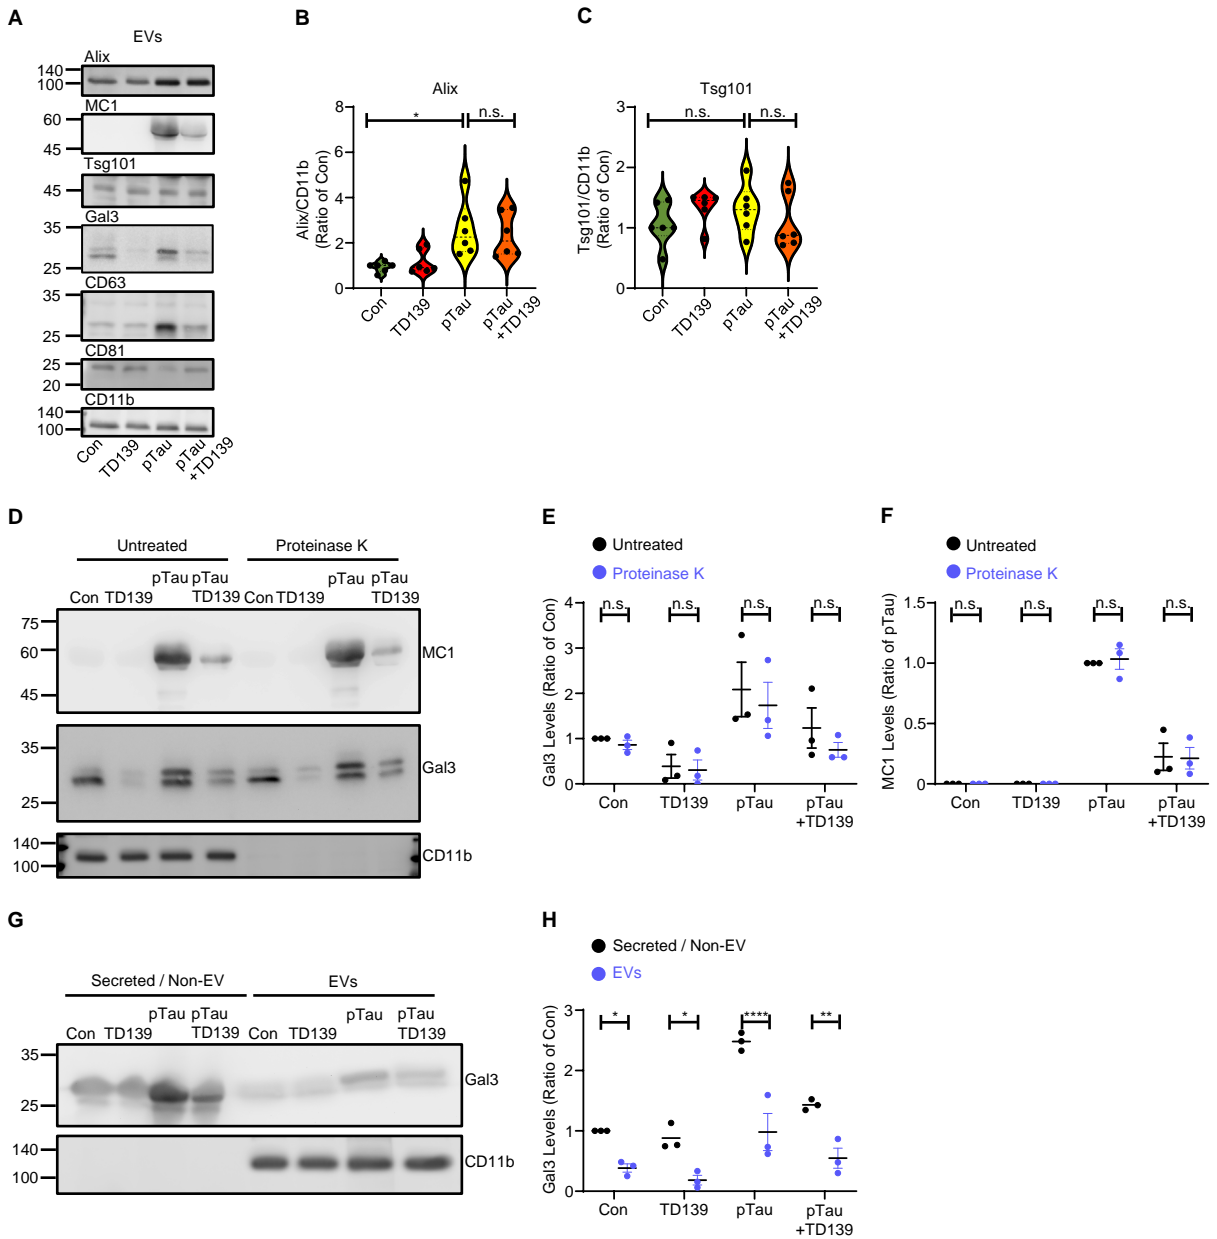 A
EVs
Alix
140
100
MC1
60
45
Tsg101
45
Gal3
25
CD63
35
25
CD81
25
20
CD11b
140
100
Con
TD139
pTau
pTau
+TD139
B
Alix
Alix/CD11b
(Ratio of Con)
8
6
4
2
0
*
n.s.
Con
TD139
pTau
pTau
+TD139
C
Tsg101
Tsg101/CD11b
(Ratio of Con)
3
2
1
0
n.s.
n.s.
Con
TD139
pTau
pTau
+TD139
D
Untreated
Proteinase K
pTau pTau
Con TD139 TD139
pTau pTau
Con TD139 TD139
75
60
45
MC1
35
25
Gal3
140
100
CD11b
E
Untreated
Proteinase K
Gal3 Levels (Ratio of Con)
4
3
2
1
0
n.s.
n.s.
n.s.
n.s.
Con
TD139
pTau
pTau
+TD139
F
Untreated
Proteinase K
MC1 Levels (Ratio of pTau)
1.5
1.0
0.5
0
n.s.
n.s.
n.s.
n.s.
Con
TD139
pTau
pTau
+TD139
G
Secreted / Non-EV
EVs
pTau pTau
Con TD139 TD139
pTau pTau
Con TD139 TD139
35
25
Gal3
140
100
CD11b
H
Secreted / Non-EV
EVs
Gal3 Levels (Ratio of Con)
3
2
1
0
*
*
****
**
Con
TD139
pTau
pTau
+TD139